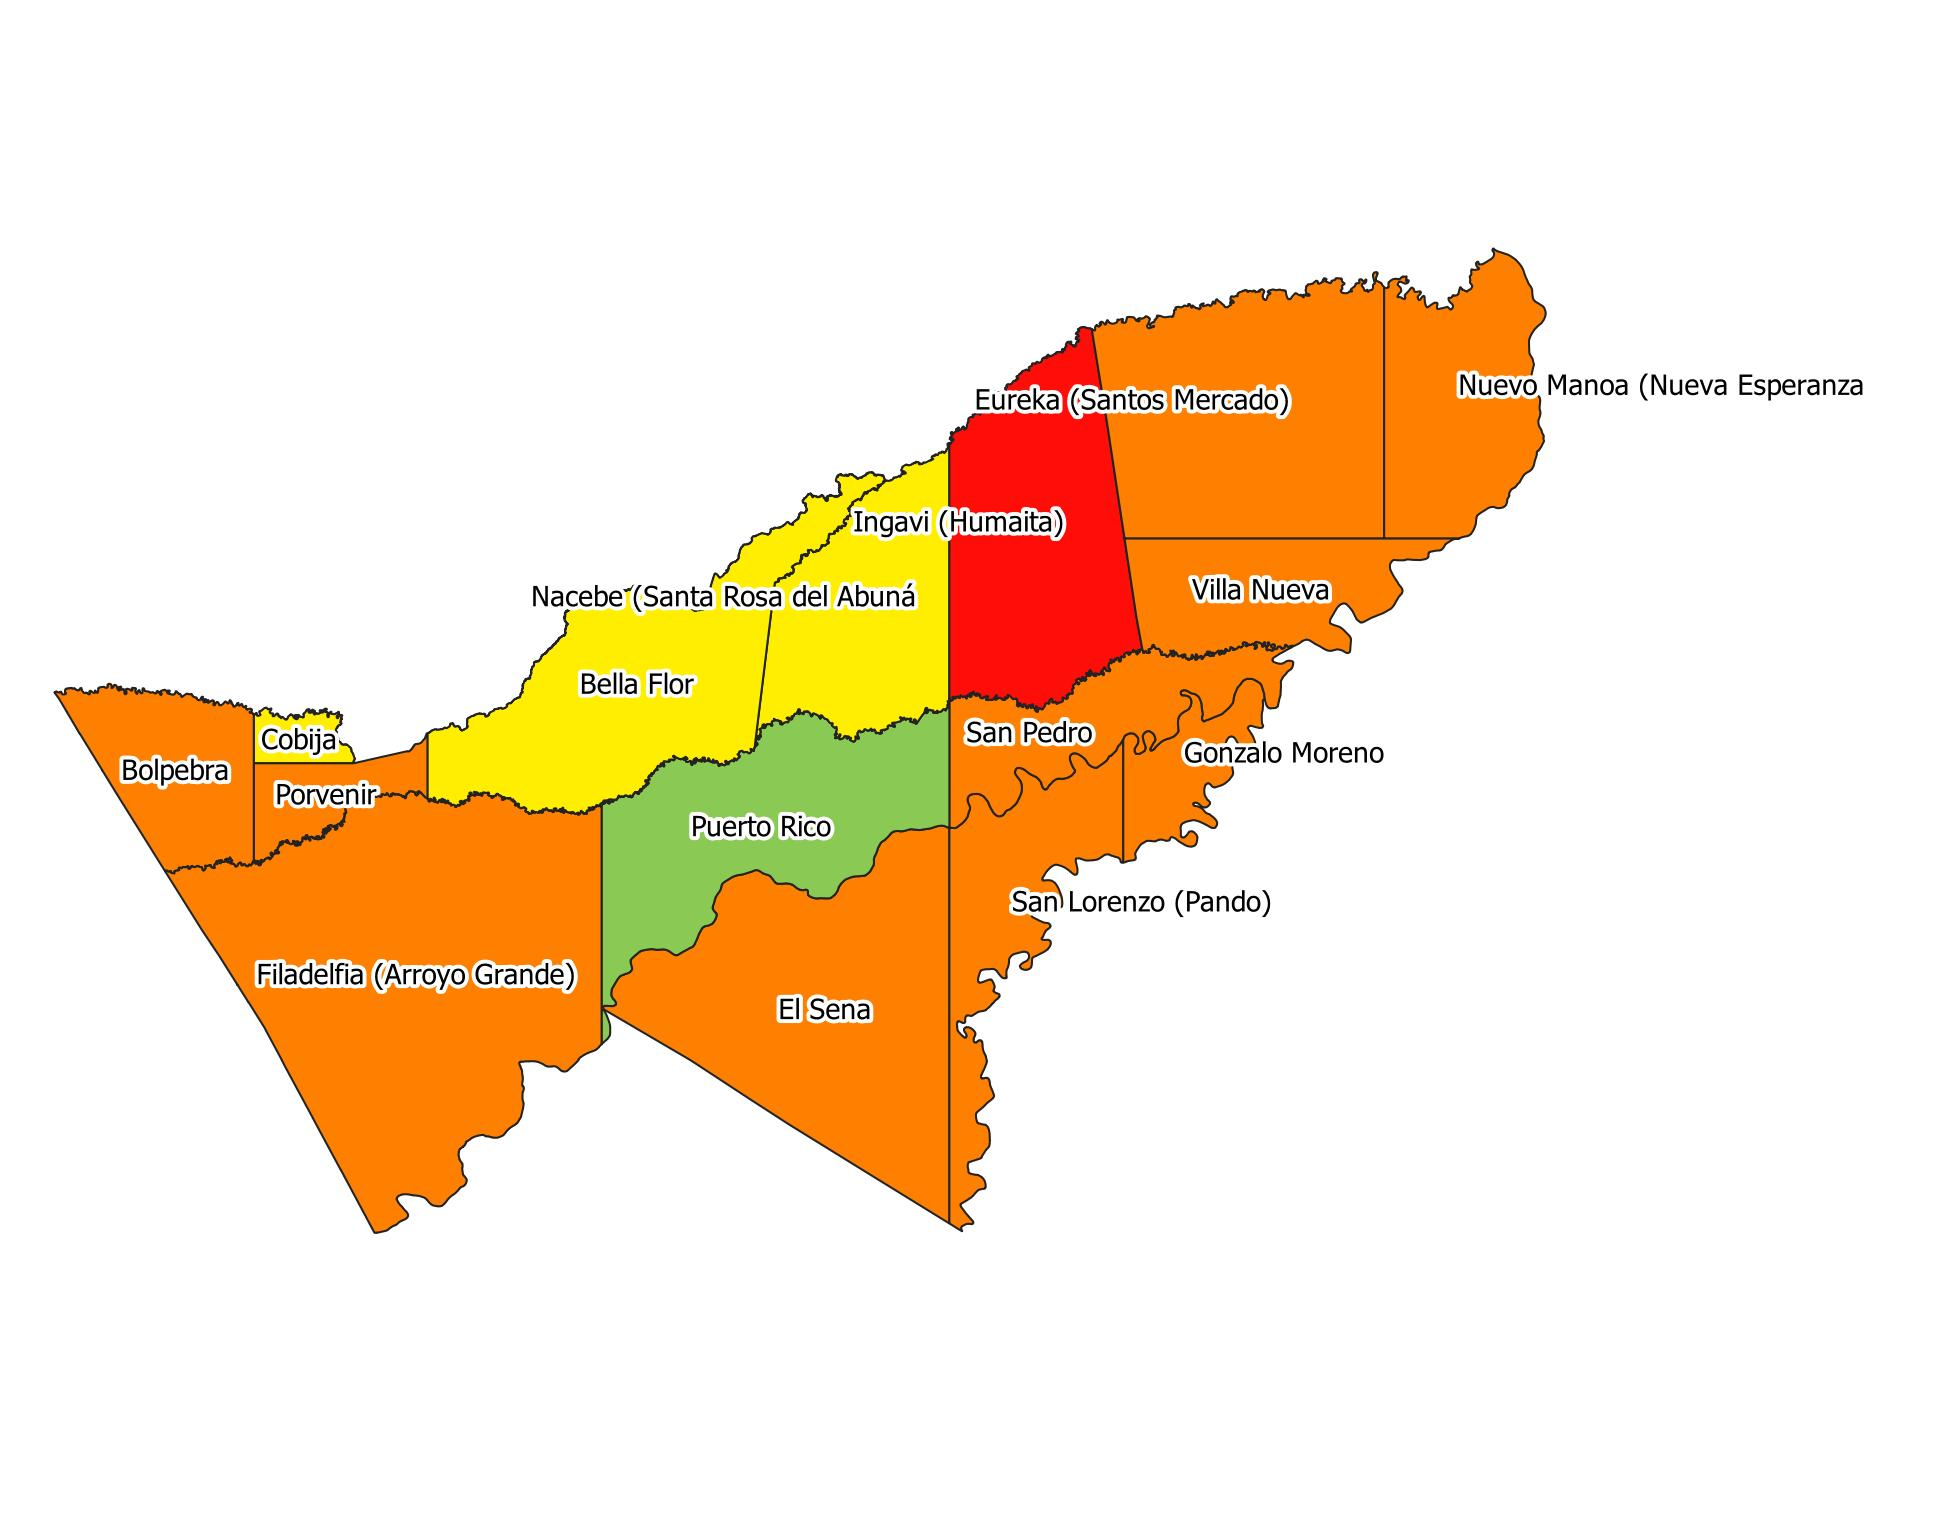 Nuevo Manoa (Nueva Esperanza
Eureka (Santos Mercado)
Ingavi (Humaita)
Villa Nueva
Nacebe (Santa Rosa del Abuná
Bella Flor
San Pedro
Cobija
Gonzalo Moreno
Bolpebra
Porvenir
Puerto Rico
San Lorenzo (Pando)
Filadelfia (Arroyo Grande)
El Sena